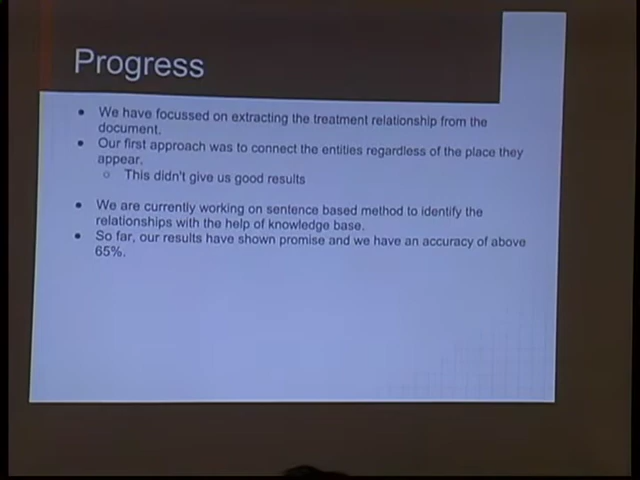 Progress
• We have focussed on extracting the treatment relationship from the
document.
• Our first approach was to connect the entities regardless of the place they
appear.
○ This didn't give us good results
• We are currently working on sentence based method to identify the
relationships with the help of knowledge base.
• So far, our results have shown promise and we have an accuracy of above
65%.